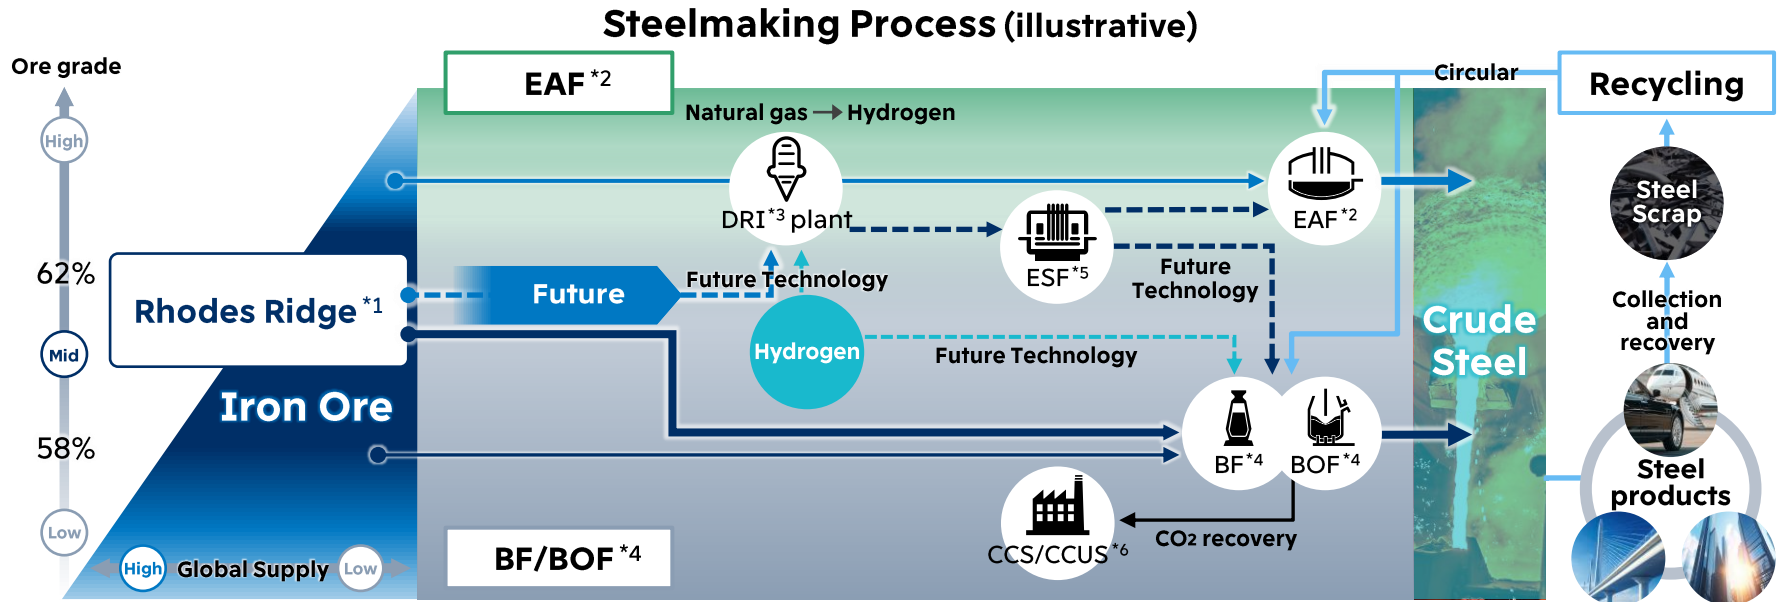 Steelmaking Process (illustrative)
Ore grade
High
62%
Mid
58%
Low
EAF *2
Natural gas → Hydrogen
Circular
Recycling
DRI*3 plant
EAF*2
ESF*5
Steel
Scrap
Rhodes Ridge *1
Future
Future Technology
Future
Technology
Hydrogen
Future Technology
Collection
and
recovery
Crude
Steel
Iron Ore
BF*4
BOF*4
Steel
products
CCS/CCUS*6
CO2 recovery
BF/BOF *4
High
Global Supply
Low